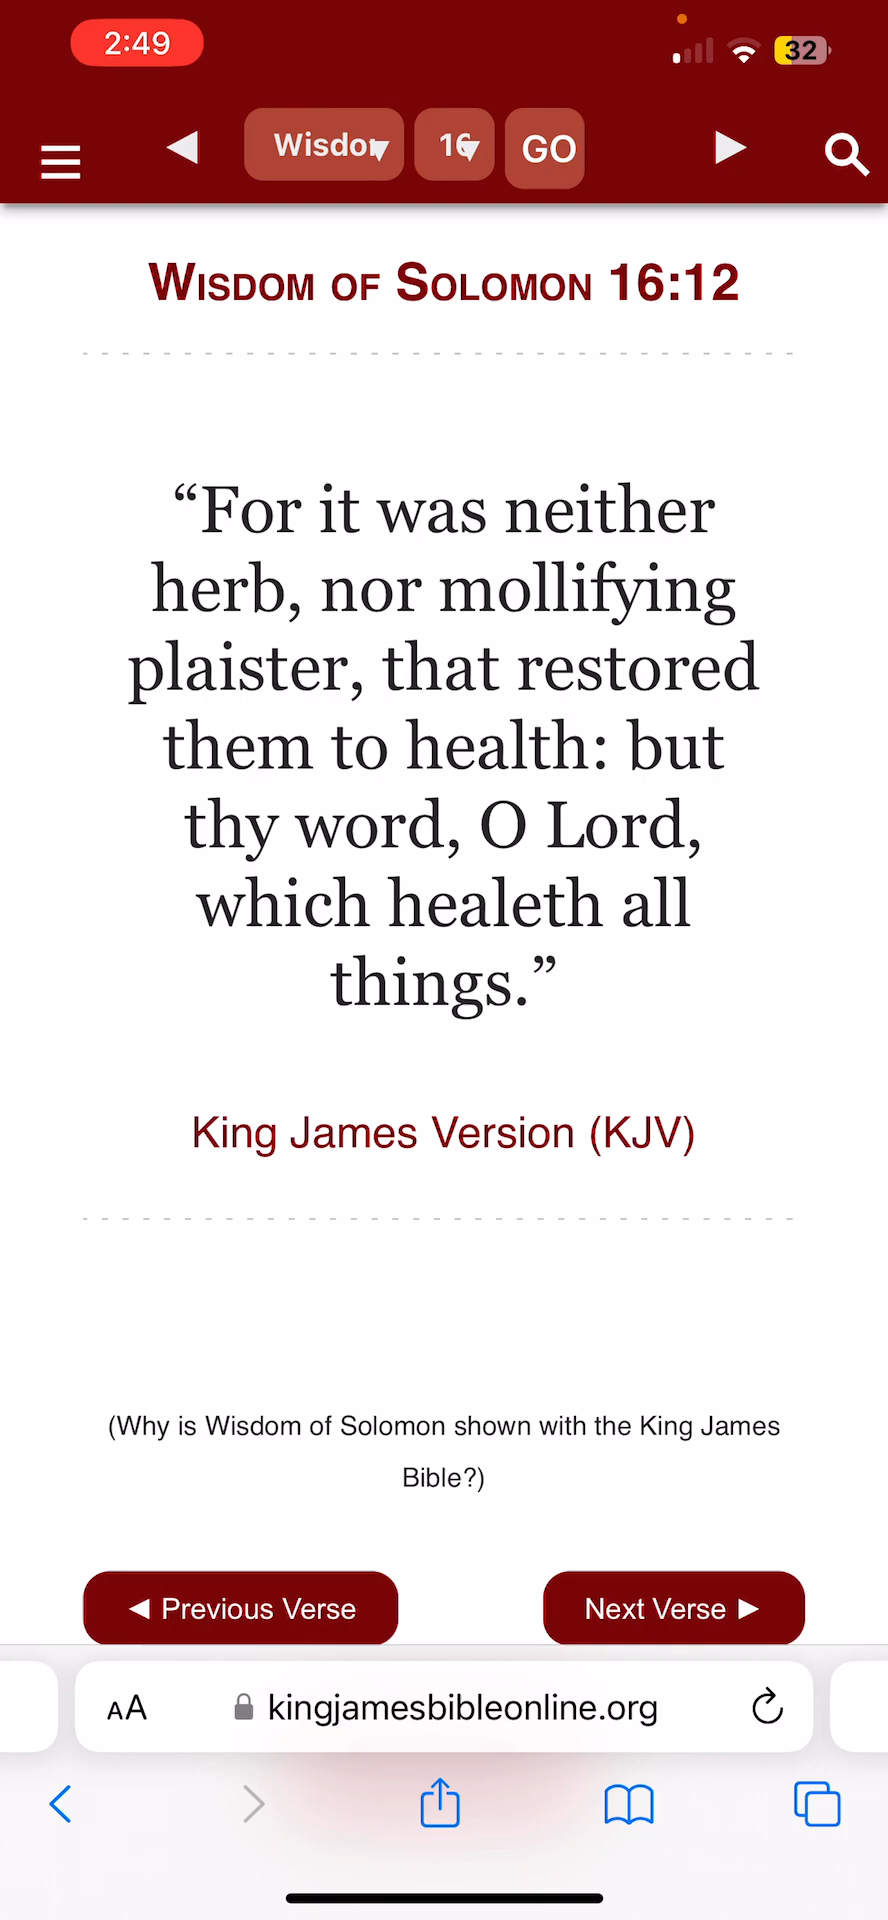 2:49
32
Wisdo
16
GO
Wisdom of Solomon 16:12
“For it was neither
herb, nor mollifying
plaister, that restored
them to health: but
thy word, O Lord,
which healeth all
things.”
King James Version (KJV)
(Why is Wisdom of Solomon shown with the King James
Bible?)
◄ Previous Verse
Next Verse ►
AA
kingjamesbibleonline.org